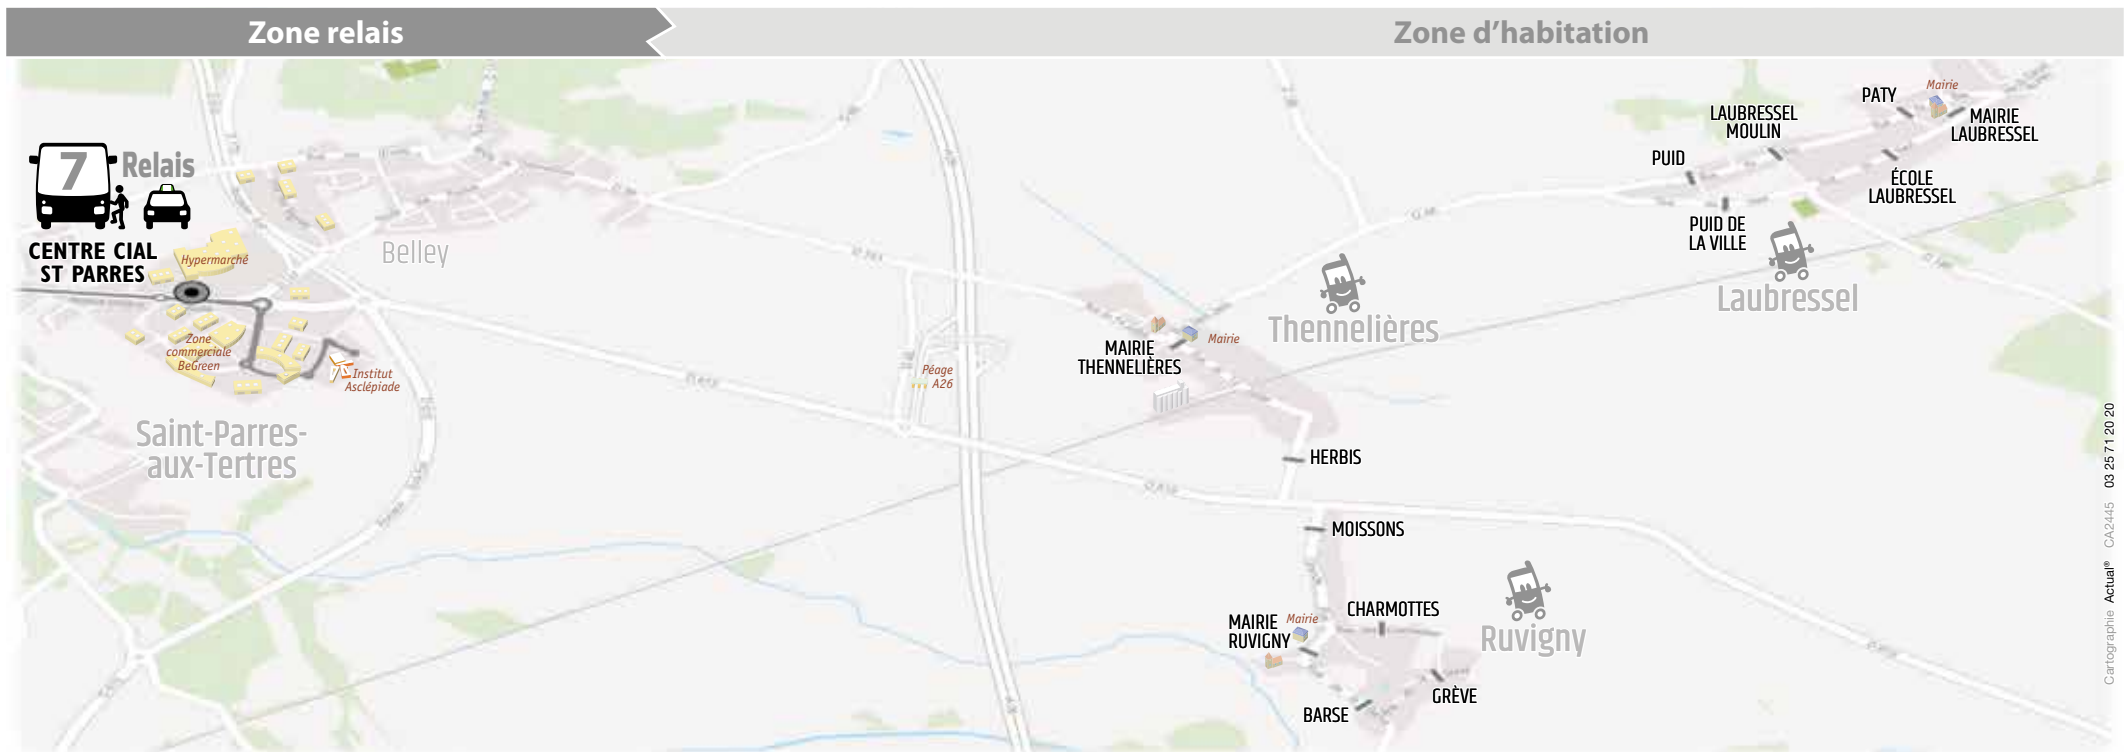 Zone relais
Zone d'habitation
7
Relais
CENTRE CIAL
ST PARRES
Hypermarché
Belley
Zone
commerciale
BeGreen
Institut
Asclépiade
Saint-Parres-
aux-Tertres
Péage
A26
MAIRIE
THENNELIÈRES
Mairie
Thennelières
HERBIS
MOISSONS
CHARMOTTES
MAIRIE
RUVIGNY
Mairie
Ruvigny
GRÈVE
BARSE
LAUBRESSEL
MOULIN
PATY
Mairie
MAIRIE
LAUBRESSEL
PUID
ÉCOLE
LAUBRESSEL
PUID DE
LA VILLE
Laubressel
Cartographie Actual® CA2445 03 25 71 20 20